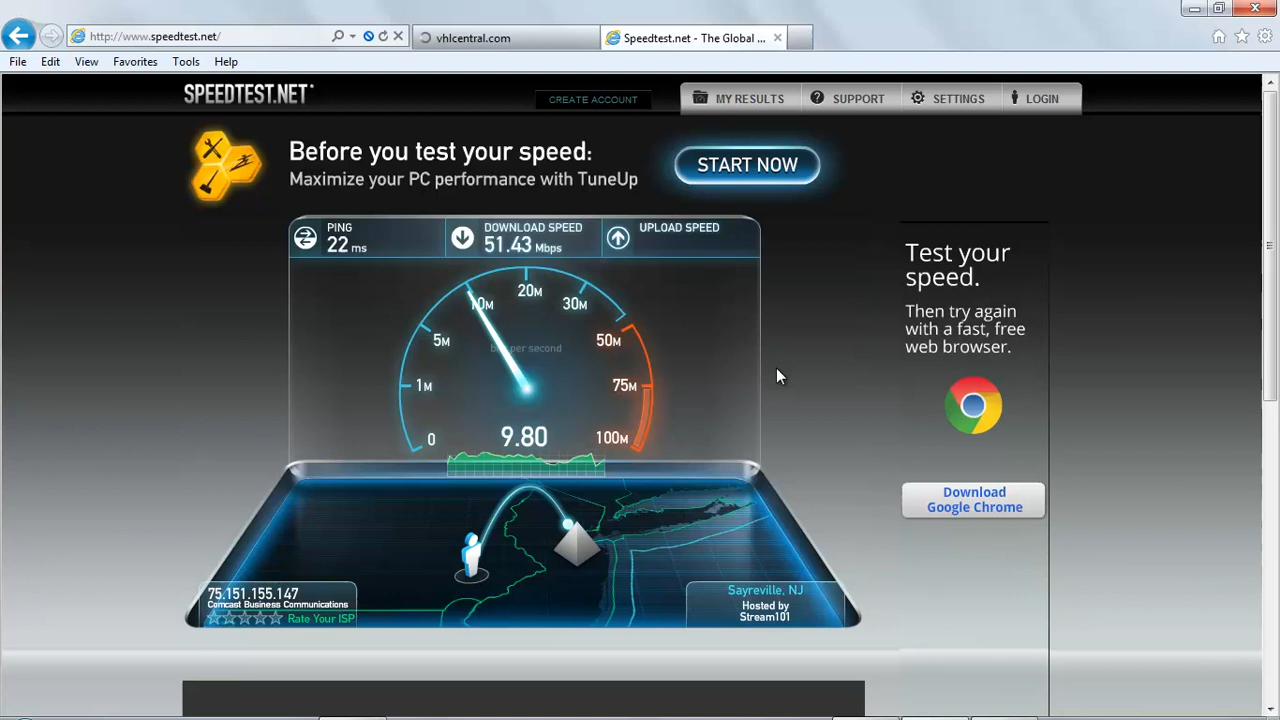 http://www.speedtest.net/
vhlcentral.com
Speedtest.net - The Global ...
File Edit View Favorites Tools Help
SPEEDTEST.NET
CREATE ACCOUNT
MY RESULTS
SUPPORT
SETTINGS
LOGIN
Before you test your speed:
Maximize your PC performance with TuneUp
START NOW
PING
22 ms
DOWNLOAD SPEED
51.43 Mbps
UPLOAD SPEED
0
1M
5M
10M
20M
30M
50M
75M
100M
per second
9.80
Test your
speed.
Then try again
with a fast, free
web browser.
Download
Google Chrome
75.151.155.147
Comcast Business Communications
Rate Your ISP
Sayreville, NJ
Hosted by
Stream101